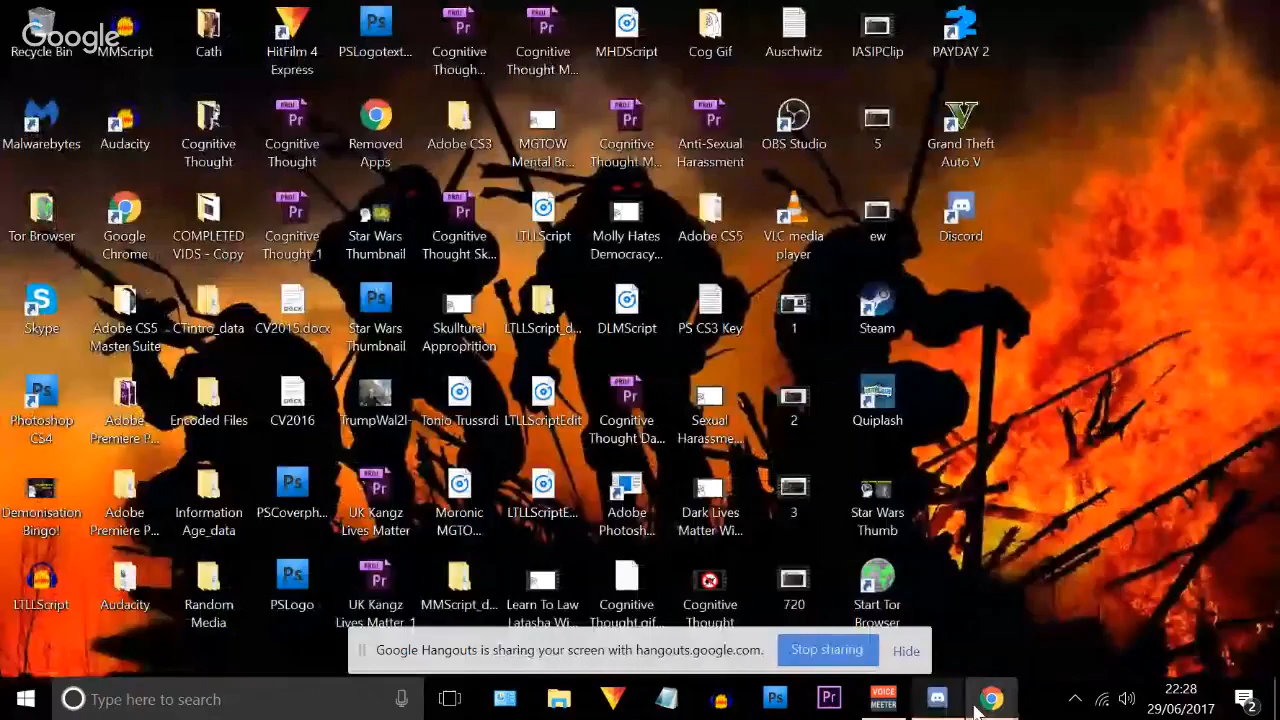 Google
Recycle Bin
MMScript
Cath
HitFilm 4
Express
PSLogotext...
Cognitive
Though...
Cognitive
Thought M...
MHDScript
Cog Gif
Auschwitz
IASIPClip
PAYDAY 2
Malwarebytes
Audacity
Cognitive
Thought
Cognitive
Thought
Removed
Apps
Adobe CS3
MGTOW
Mental Br...
Cognitive
Thought M...
Anti-Sexual
Harassment
OBS Studio
5
Grand Theft
Auto V
Tor Browser
Google
Chrome
COMPLETED
VIDS - Copy
Cognitive
Thought_1
Star Wars
Thumbnail
Cognitive
Thought Sk...
LTLLScript
Molly Hates
Democracy...
Adobe CS5
VLC media
player
ew
Discord
Skype
Adobe CS5
Master Suite
CTintro_data
CV2015.docx
Star Wars
Thumbnail
Skulltural
Approprition
LTLLScript_d...
DLMScript
PS CS3 Key
1
Steam
Photoshop
CS4
Adobe
Premiere P...
Encoded Files
CV2016
TrumpWal2l-
Tonio Trussrdi
LTLLScriptEdit
Cognitive
Thought Da...
Sexual
Harassme...
2
Quiplash
Demonisation
Bingo!
Adobe
Premiere P...
Information
Age_data
PSCoverph...
UK Kangz
Lives Matter
Moronic
MGTO...
LTLLScriptE...
Adobe
Photosh...
Dark Lives
Matter Wi...
3
Star Wars
Thumb
LTLLScript
Audacity
Random
Media
PSLogo
UK Kangz
Lives Matter_1
MMScript_d...
Learn To Law
Latasha Wi...
Cognitive
Thought.gif...
Cognitive
Thought
720
Start Tor
Browser
Google Hangouts is sharing your screen with hangouts.google.com.
Stop sharing
Hide
Type here to search
VOICE
MEETER
22:28
29/06/2017
2